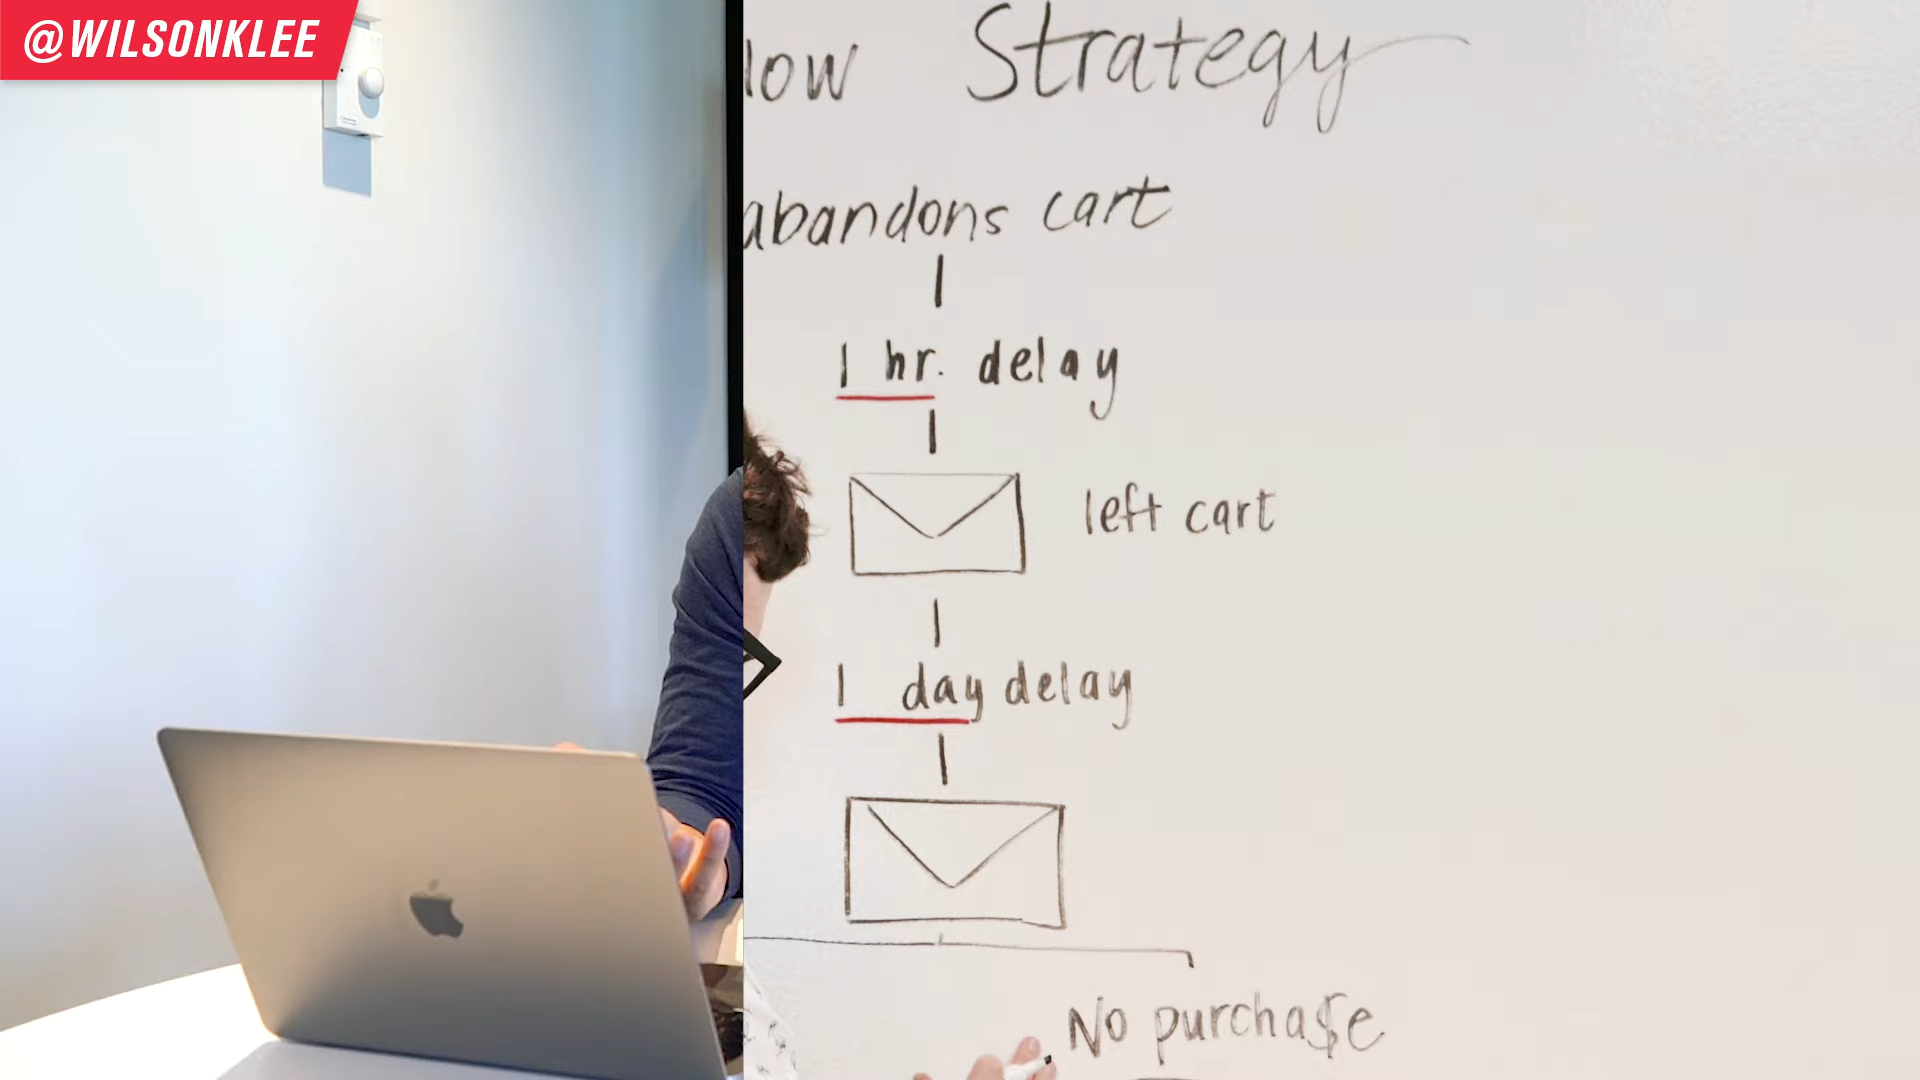 @WILSONKLEE
low Strategy
abandons cart
1 hr. delay
left cart
1 day delay
No purchase